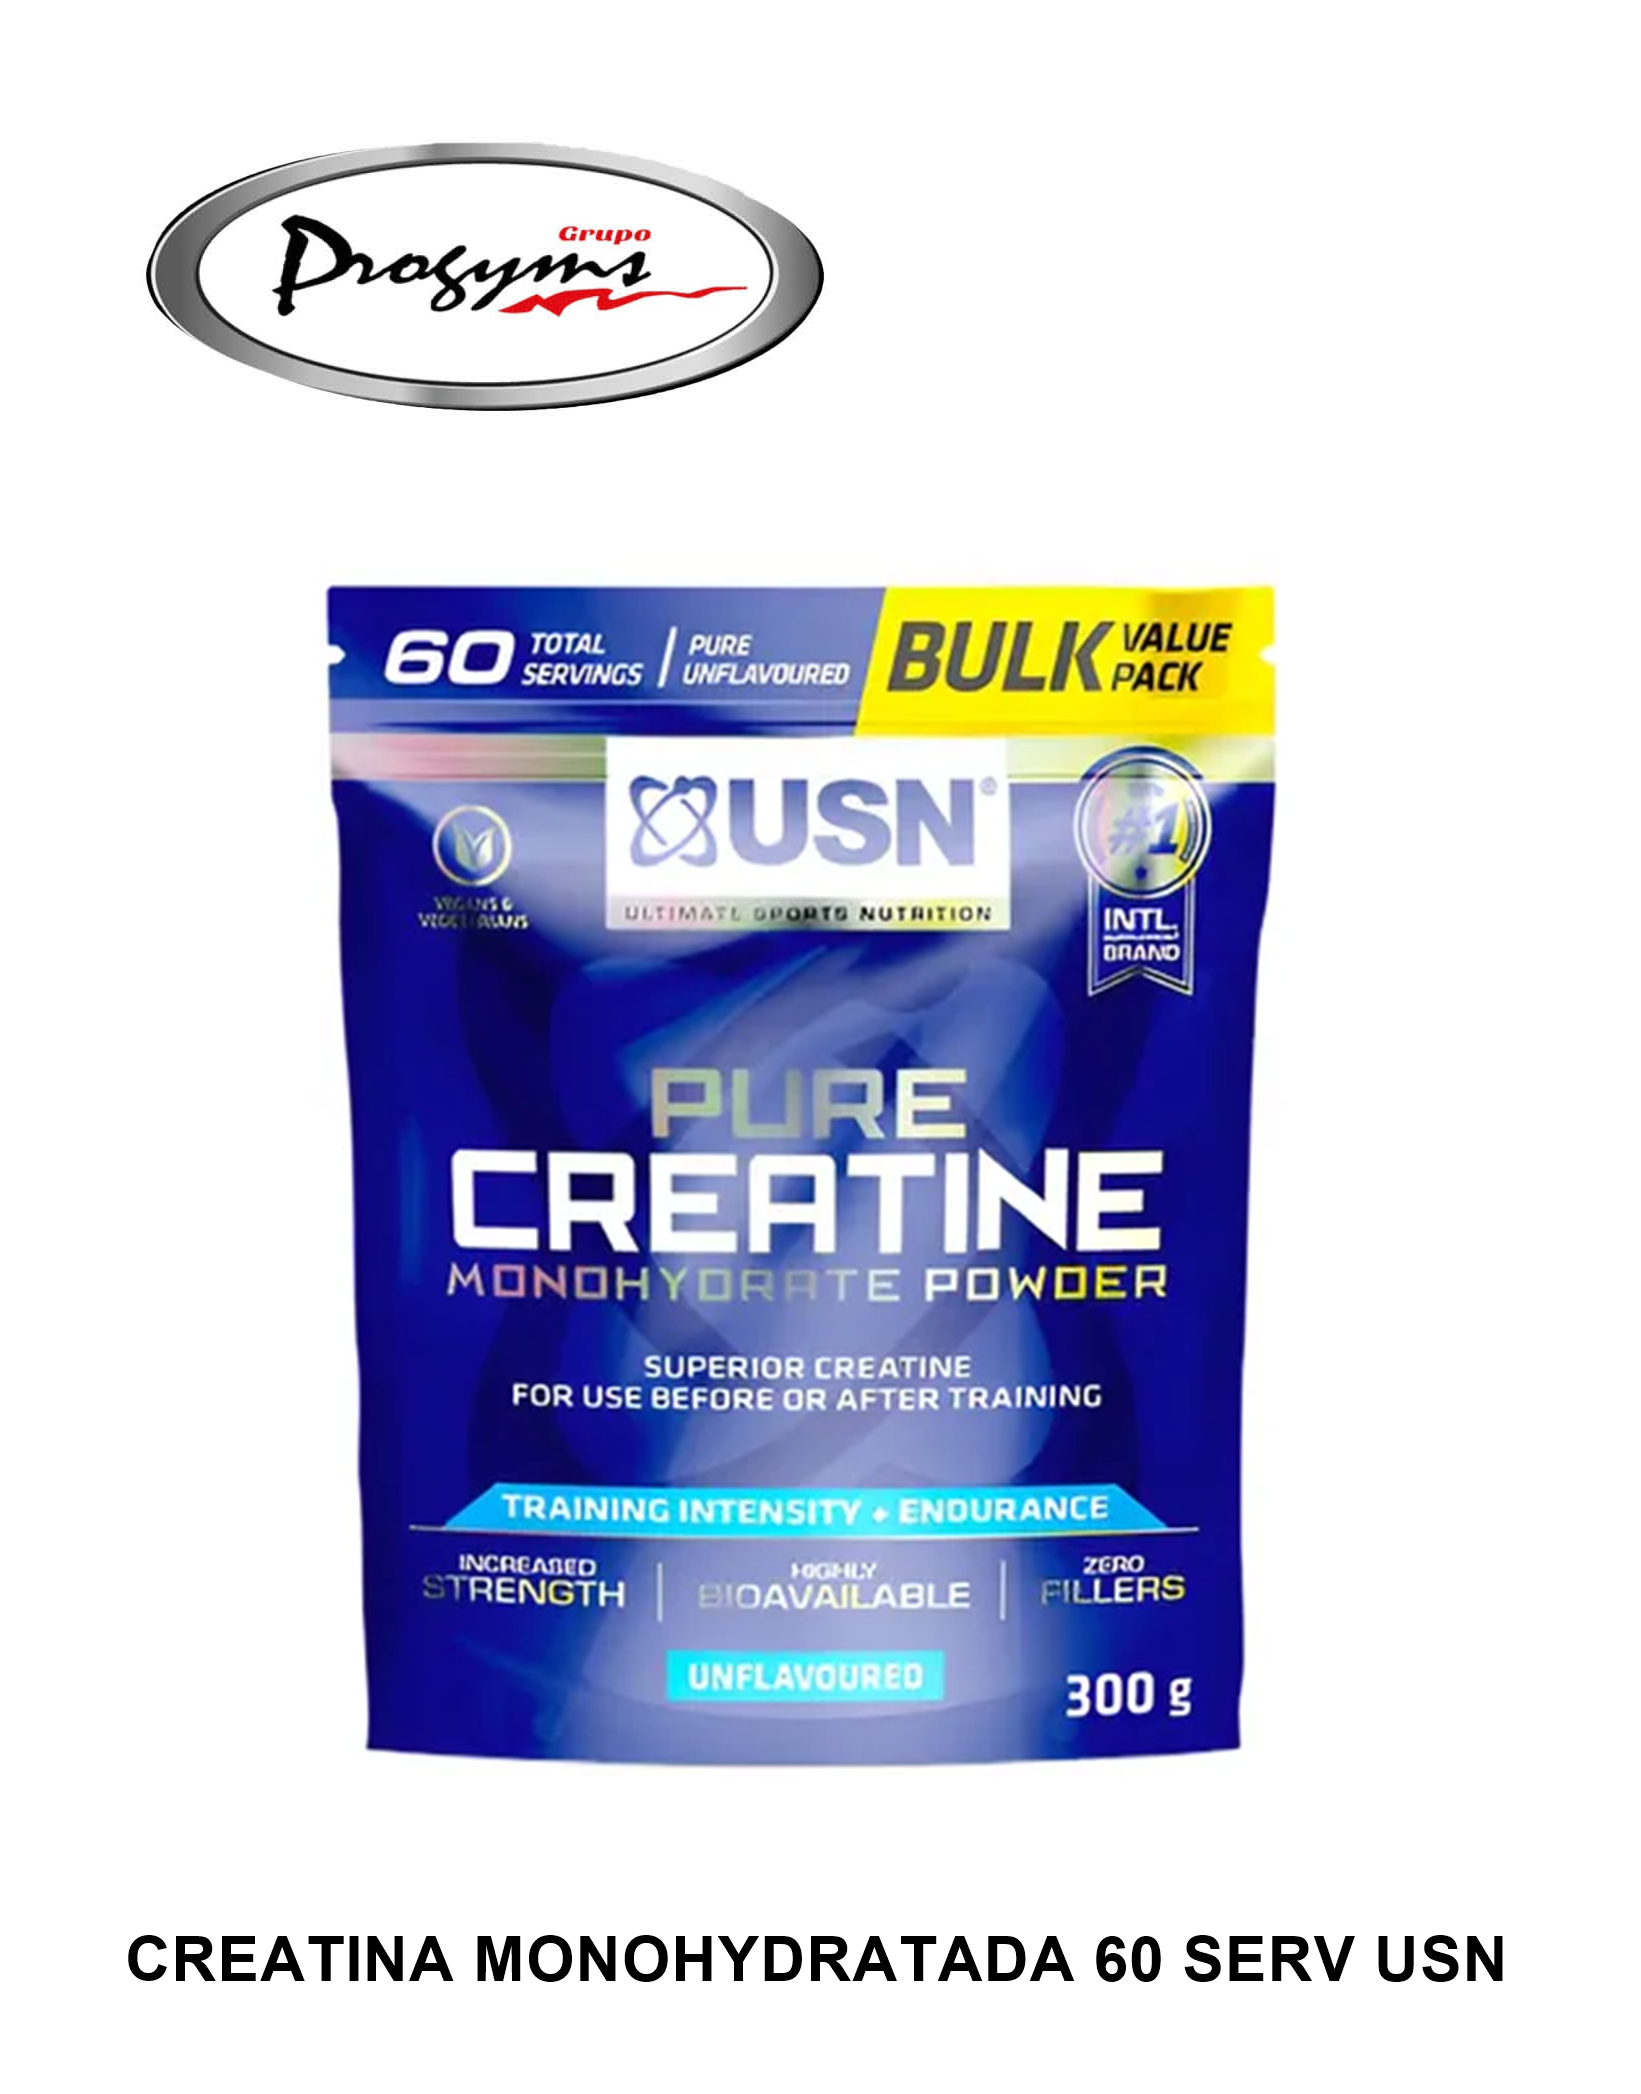 Grupo
Progyms
60 TOTAL SERVINGS | PURE UNFLAVOURED
BULK VALUE PACK
USN®
ULTIMATE SPORTS NUTRITION
VEGANS &
VEGETARIANS
#1
INTL.
BRAND
PURE
CREATINE
MONOHYDRATE POWDER
SUPERIOR CREATINE
FOR USE BEFORE OR AFTER TRAINING
TRAINING INTENSITY + ENDURANCE
INCREASED
STRENGTH
HIGHLY
BIOAVAILABLE
ZERO
FILLERS
UNFLAVOURED
300 g
CREATINA MONOHYDRATADA 60 SERV USN